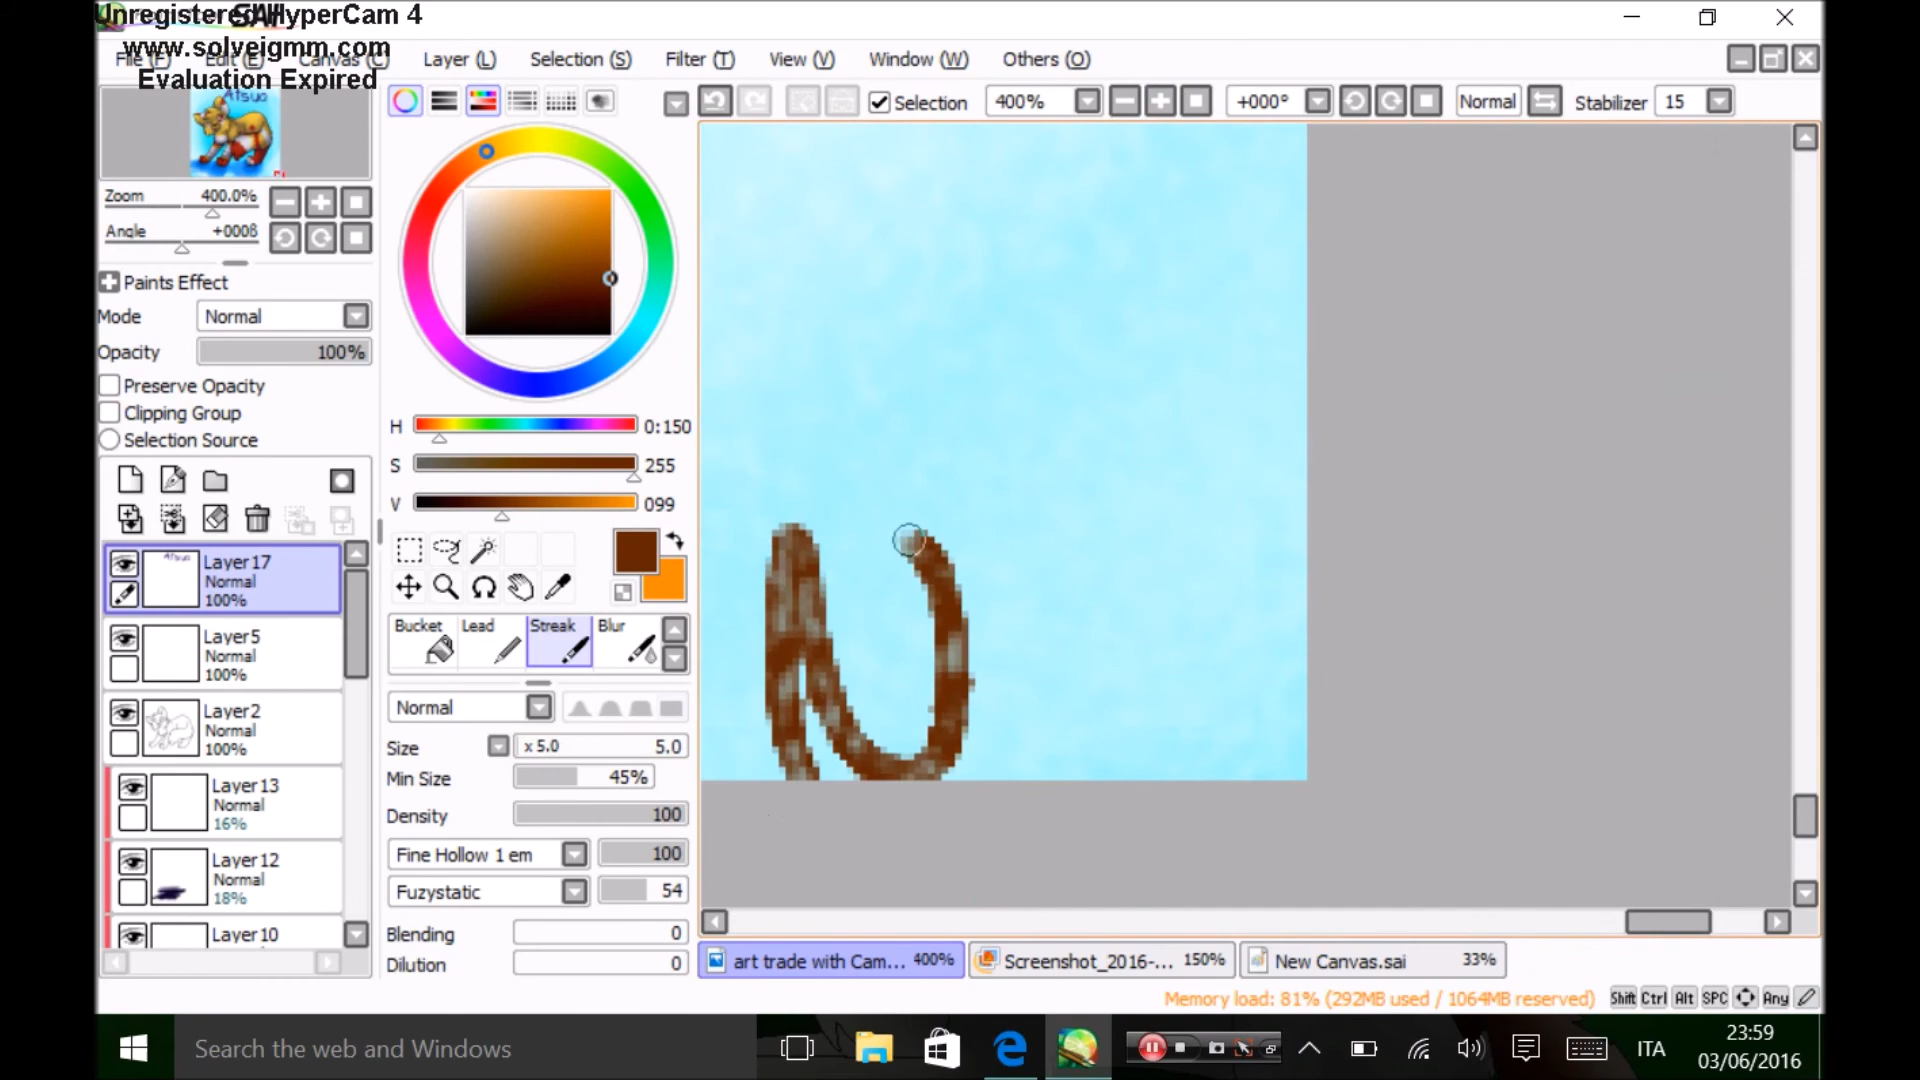 Unregistered HyperCam 4
SAI
www.solveigmm.com
File (F) Edit (E) Canvas (C) Layer (L) Selection (S) Filter (T) View (V) Window (W) Others (O)
Evaluation Expired
Atsuo
Selection 400% +000° Normal Stabilizer 15
Zoom 400.0%
Angle +000ß
Paints Effect
Mode Normal
Opacity 100%
Preserve Opacity
Clipping Group
Selection Source
H 0:150
S 255
V 099
Layer17
Normal
100%
Layer5
Normal
100%
Layer2
Normal
100%
Layer13
Normal
16%
Layer12
Normal
18%
Layer10
Bucket Lead Streak Blur
Normal
Size x 5.0 5.0
Min Size 45%
Density 100
Fine Hollow 1 em 100
Fuzystatic 54
Blending 0
Dilution 0
art trade with Cam... 400% Screenshot_2016-... 150% New Canvas.sai 33%
Memory load: 81% (292MB used / 1064MB reserved) Shift Ctrl Alt SPC Any
Search the web and Windows
ITA
23:59
03/06/2016